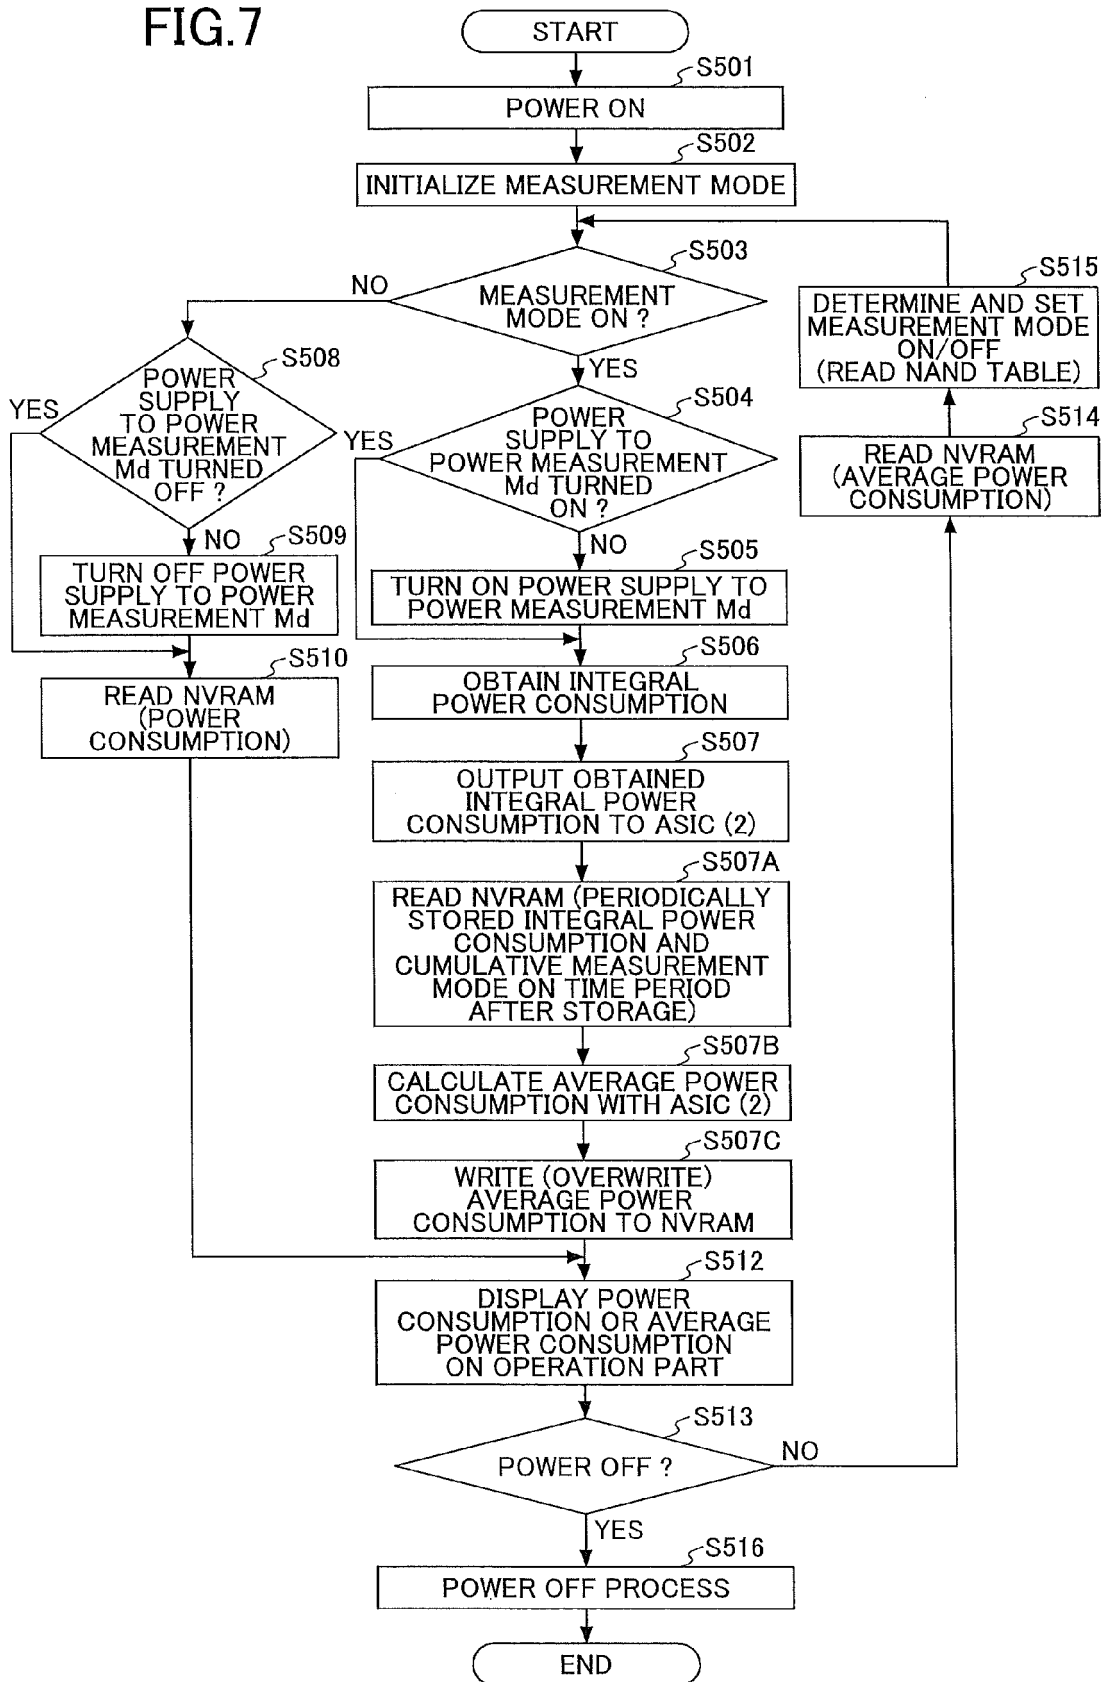 FIG.7
START
S501
POWER ON
S502
INITIALIZE MEASUREMENT MODE
S503
MEASUREMENT
MODE ON ?
NO
YES
S508
POWER
SUPPLY
TO POWER
MEASUREMENT
Md TURNED
OFF ?
YES
NO
S509
TURN OFF POWER
SUPPLY TO POWER
MEASUREMENT Md
S510
READ NVRAM
(POWER
CONSUMPTION)
S504
POWER
SUPPLY TO
POWER MEASUREMENT
Md TURNED
ON ?
YES
NO
S505
TURN ON POWER SUPPLY TO
POWER MEASUREMENT Md
S506
OBTAIN INTEGRAL
POWER CONSUMPTION
S507
OUTPUT OBTAINED
INTEGRAL POWER
CONSUMPTION TO ASIC (2)
S507A
READ NVRAM (PERIODICALLY
STORED INTEGRAL POWER
CONSUMPTION AND
CUMULATIVE MEASUREMENT
MODE ON TIME PERIOD
AFTER STORAGE)
S507B
CALCULATE AVERAGE POWER
CONSUMPTION WITH ASIC (2)
S507C
WRITE (OVERWRITE)
AVERAGE POWER
CONSUMPTION TO NVRAM
S512
DISPLAY POWER
CONSUMPTION OR AVERAGE
POWER CONSUMPTION
ON OPERATION PART
S513
POWER OFF ?
NO
YES
S514
READ NVRAM
(AVERAGE POWER
CONSUMPTION)
S515
DETERMINE AND SET
MEASUREMENT MODE
ON/OFF
(READ NAND TABLE)
S516
POWER OFF PROCESS
END